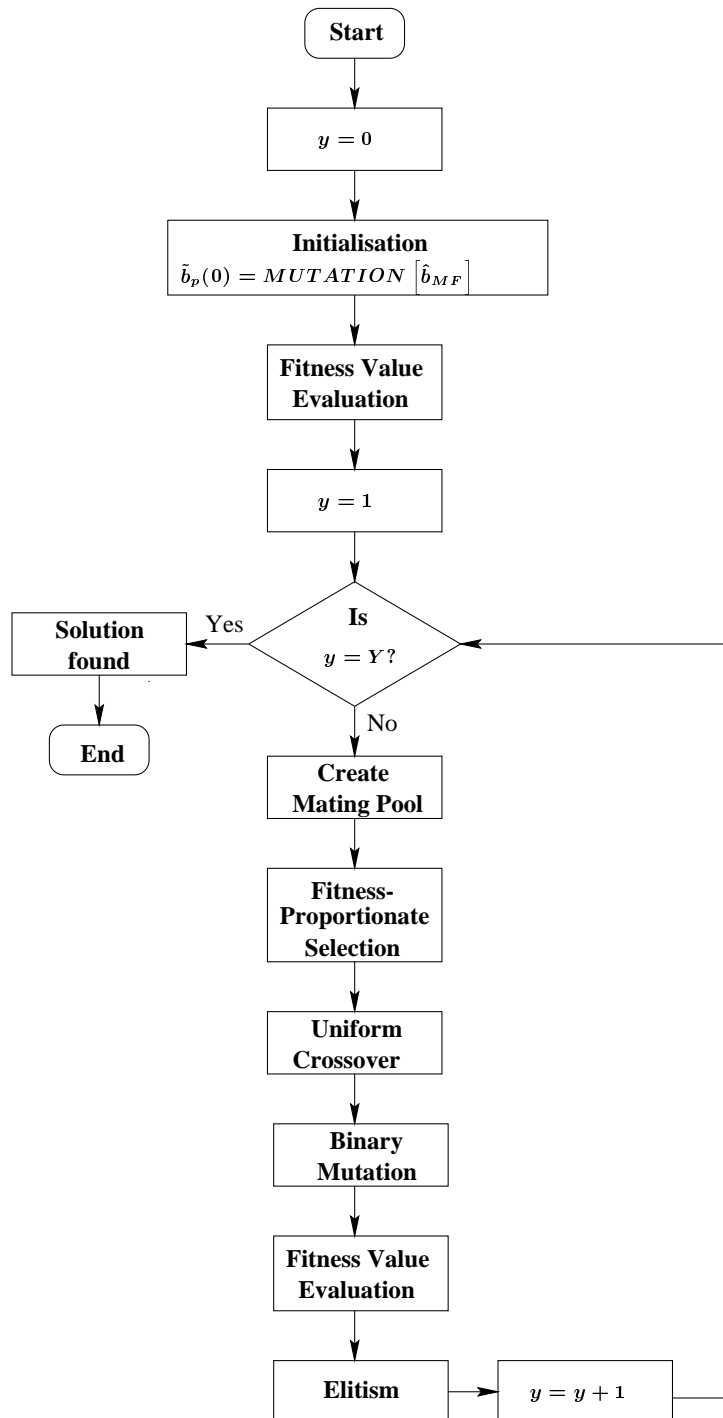 Start
y = 0
Initialisation
b̃_p(0) = MUTATION [b̂_MF]
Fitness Value
Evaluation
y = 1
Is
y = Y?
Yes
Solution
found
End
No
Create
Mating Pool
Fitness-
Proportionate
Selection
Uniform
Crossover
Binary
Mutation
Fitness Value
Evaluation
Elitism
y = y + 1